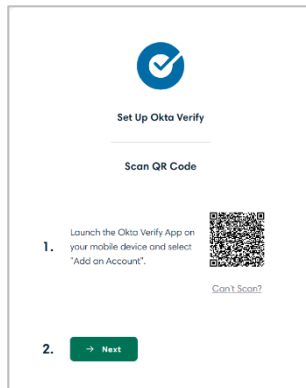 Set Up Okta Verify
Scan QR Code
1.
Launch the Okta Verify App on
your mobile device and select
"Add an Account".
Can't Scan?
2.
→ Next